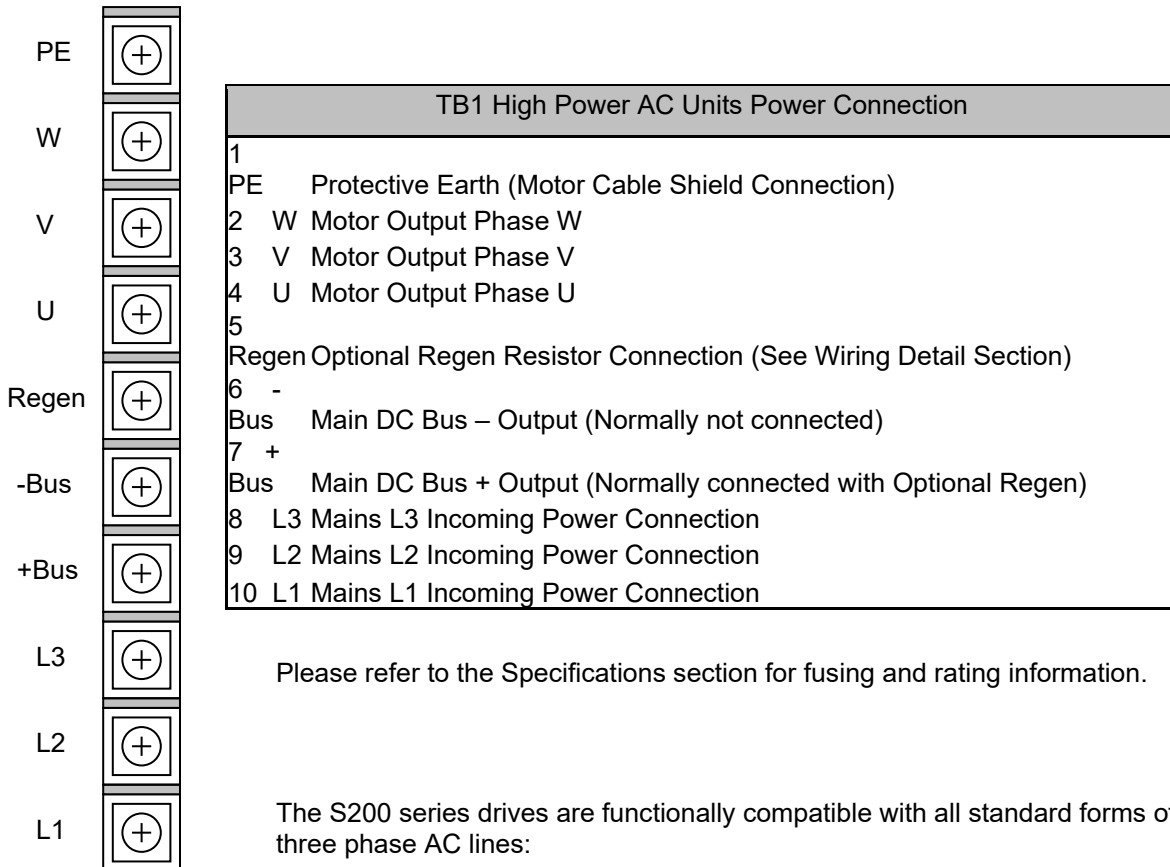 PE
W
V
U
Regen
-Bus
+Bus
L3
L2
L1
TB1 High Power AC Units Power Connection
1
PE Protective Earth (Motor Cable Shield Connection)
2 W Motor Output Phase W
3 V Motor Output Phase V
4 U Motor Output Phase U
5
Regen Optional Regen Resistor Connection (See Wiring Detail Section)
6 -
Bus Main DC Bus – Output (Normally not connected)
7 +
Bus Main DC Bus + Output (Normally connected with Optional Regen)
8 L3 Mains L3 Incoming Power Connection
9 L2 Mains L2 Incoming Power Connection
10 L1 Mains L1 Incoming Power Connection
Please refer to the Specifications section for fusing and rating information.
The S200 series drives are functionally compatible with all standard forms of
three phase AC lines: